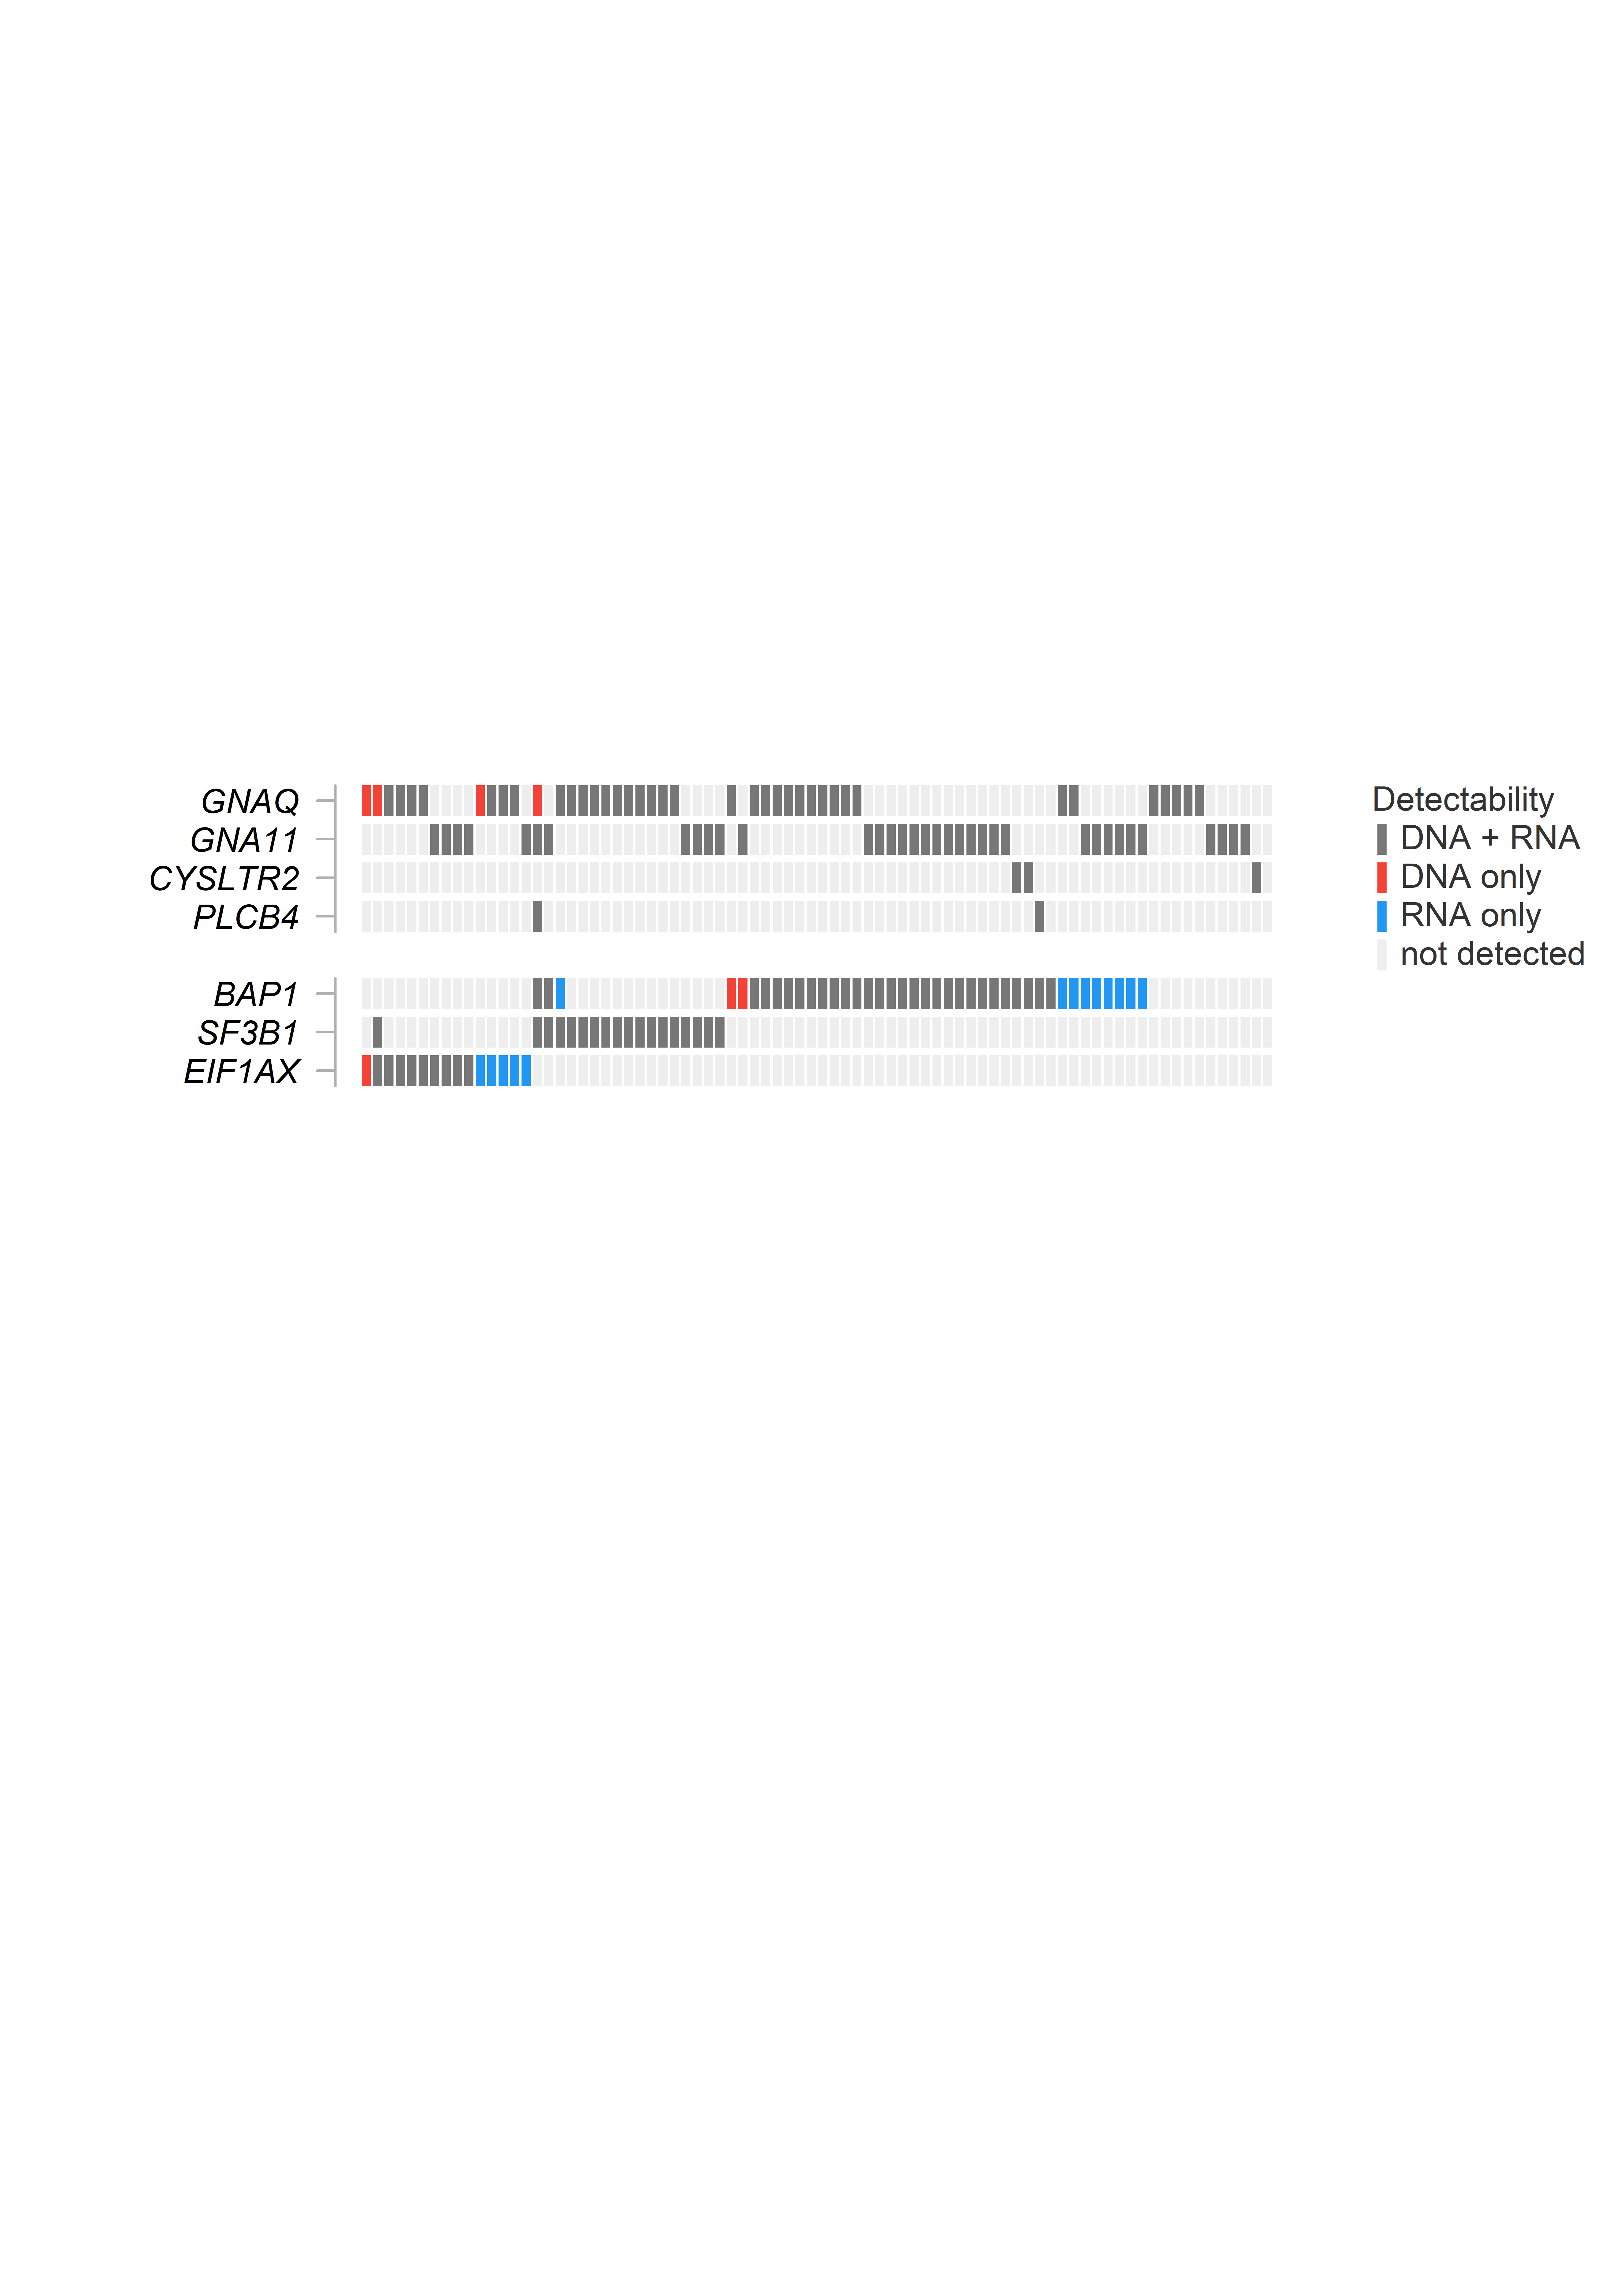 GNAQ
GNA11
CYSLTR2
PLCB4
BAP1
SF3B1
EIF1AX
Detectability
DNA + RNA
DNA only
RNA only
not detected